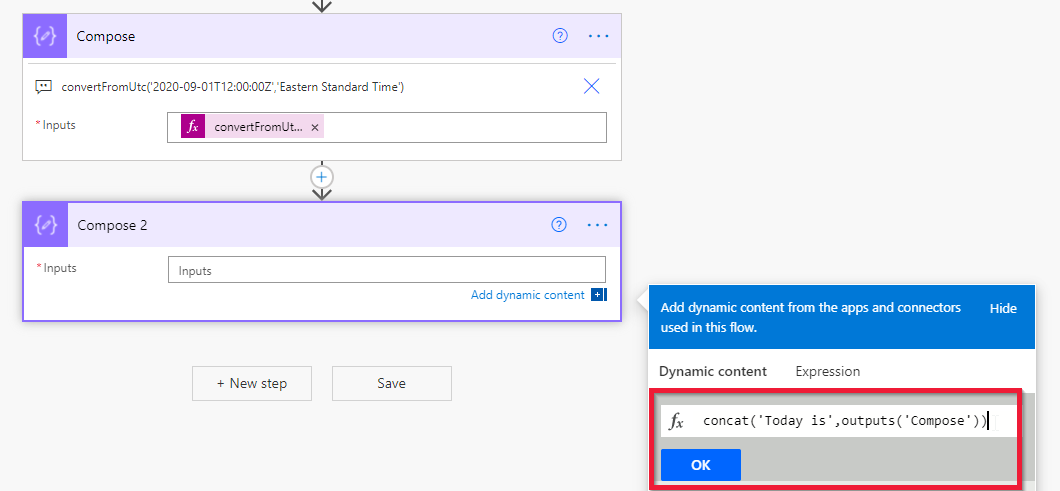 Compose
convertFromUtc('2020-09-01T12:00:00Z','Eastern Standard Time')
* Inputs
fx convertFromUt... ×
Compose 2
* Inputs
Inputs
Add dynamic content
Add dynamic content from the apps and connectors
used in this flow.
Hide
Dynamic content Expression
fx concat('Today is',outputs('Compose'))
OK
+ New step Save